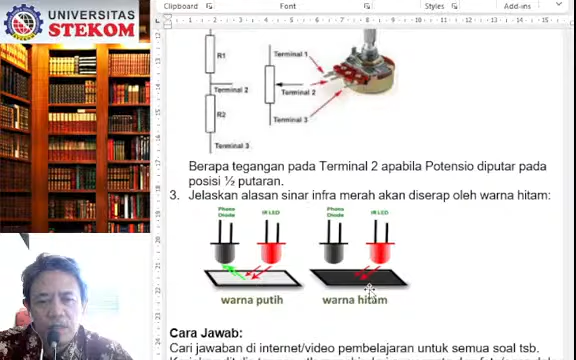 UNIVERSITAS
STEKOM
Clipboard
Font
Styles
Add-ins
R1
Terminal 1
Terminal 2
Terminal 2
R2
Terminal 3
Terminal 3
Berapa tegangan pada Terminal 2 apabila Potensio diputar pada
posisi ½ putaran.
3. Jelaskan alasan sinar infra merah akan diserap oleh warna hitam:
Diode
IR LED
Diode
IR LED
warna putih
warna hitam
Cara Jawab:
Cari jawaban di internet/video pembelajaran untuk semua soal tsb.